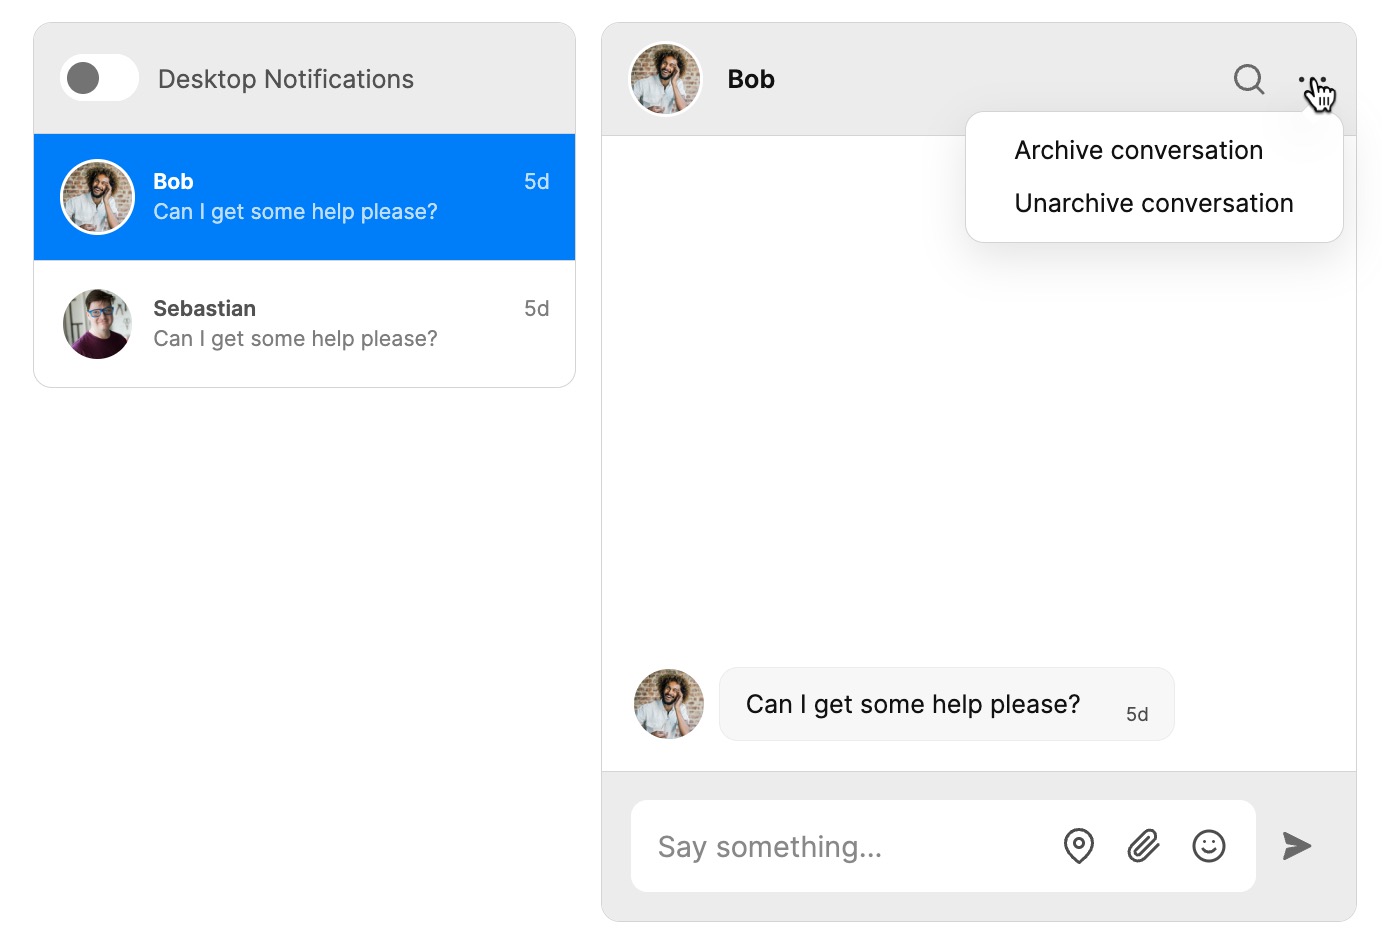 Desktop Notifications
Bob
5d
Can I get some help please?
Sebastian
5d
Can I get some help please?
Bob
Archive conversation
Unarchive conversation
Can I get some help please?
5d
Say something...